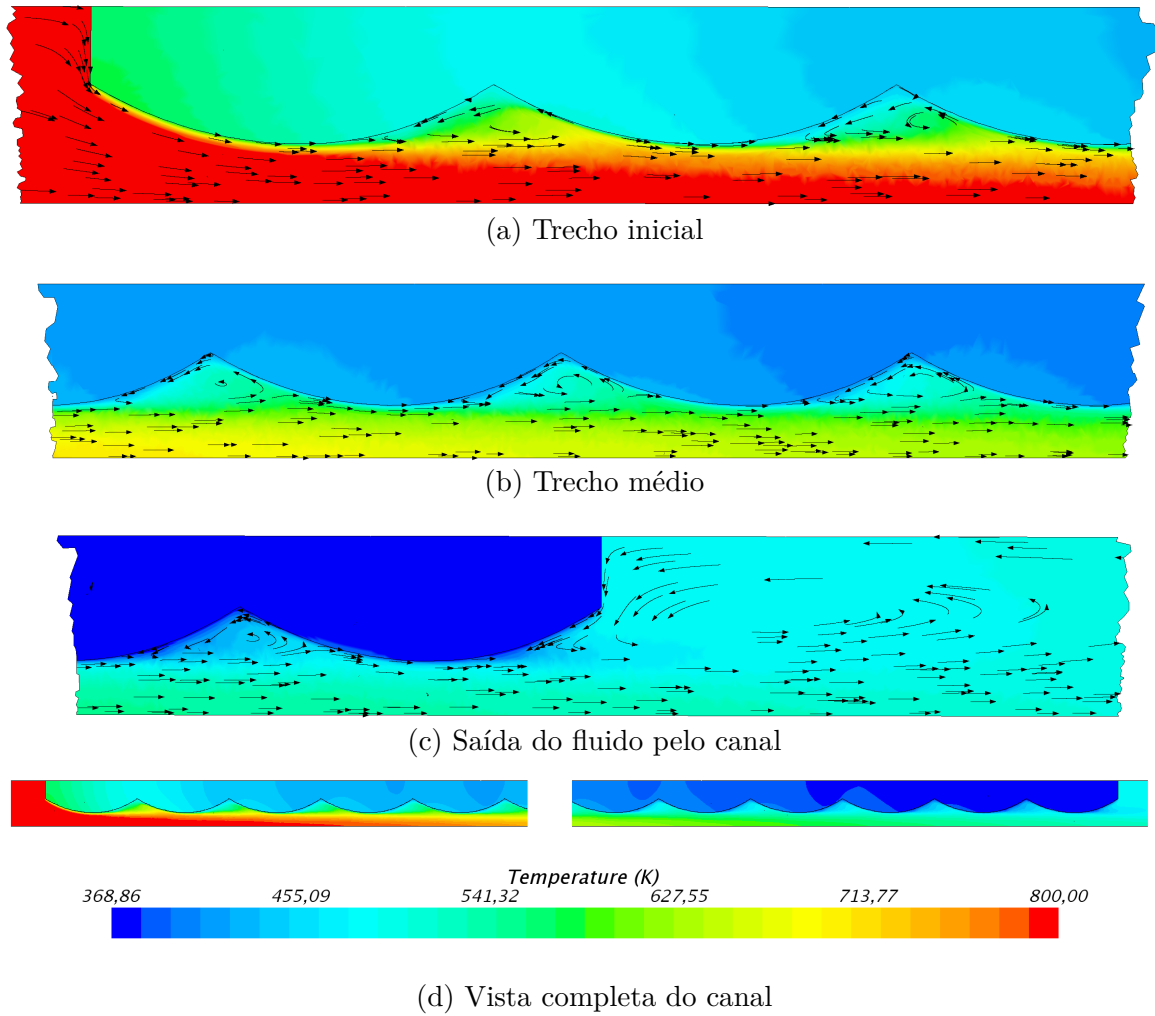 (a) Trecho inicial
(b) Trecho médio
(c) Saída do fluido pelo canal
Temperature (K)
368,86 455,09 541,32 627,55 713,77 800,00
(d) Vista completa do canal